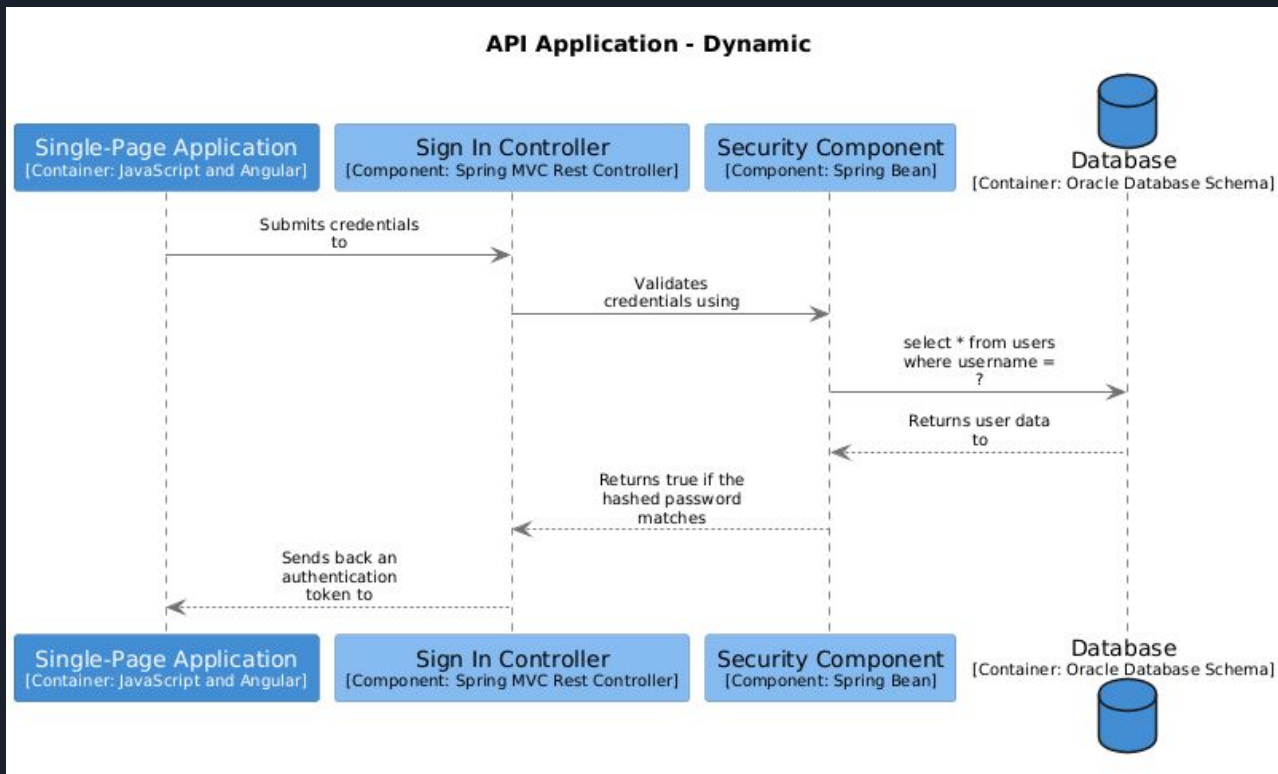 API Application - Dynamic
Single-Page Application
[Container: JavaScript and Angular]
Sign In Controller
[Component: Spring MVC Rest Controller]
Security Component
[Component: Spring Bean]
Database
[Container: Oracle Database Schema]
Submits credentials
to
Validates
credentials using
select * from users
where username =
?
Returns user data
to
Returns true if the
hashed password
matches
Sends back an
authentication
token to
Single-Page Application
[Container: JavaScript and Angular]
Sign In Controller
[Component: Spring MVC Rest Controller]
Security Component
[Component: Spring Bean]
Database
[Container: Oracle Database Schema]